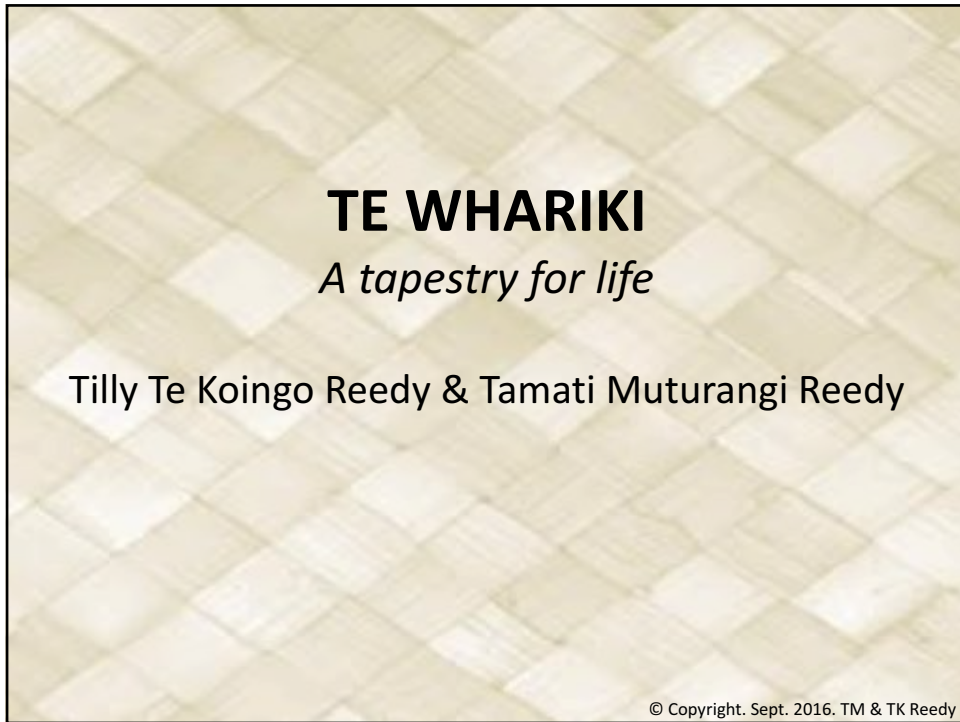 TE WHARIKI
A tapestry for life
Tilly Te Koingo Reedy & Tamati Muturangi Reedy
© Copyright. Sept. 2016. TM & TK Reedy